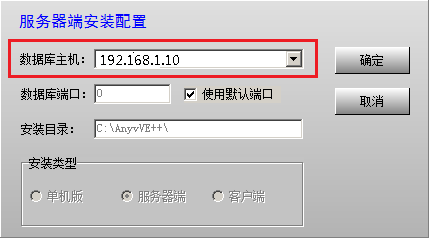 服务器端安装配置
数据库主机： 192.168.1.10
确定
数据库端口： 0 使用默认端口
取消
安装目录： C:\AnyvVE++\
安装类型
单机版 服务器端 客户端